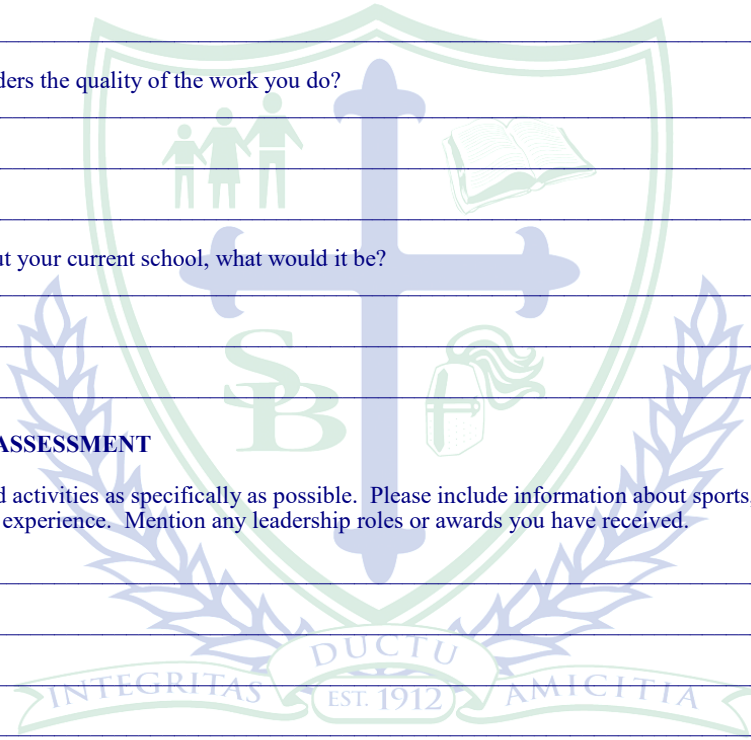 ders the quality of the work you do?
ut your current school, what would it be?
SB
ASSESSMENT
d activities as specifically as possible.  Please include information about sports,
experience.  Mention any leadership roles or awards you have received.
DUCTU
INTEGRITAS EST. 1912 AMICITIA